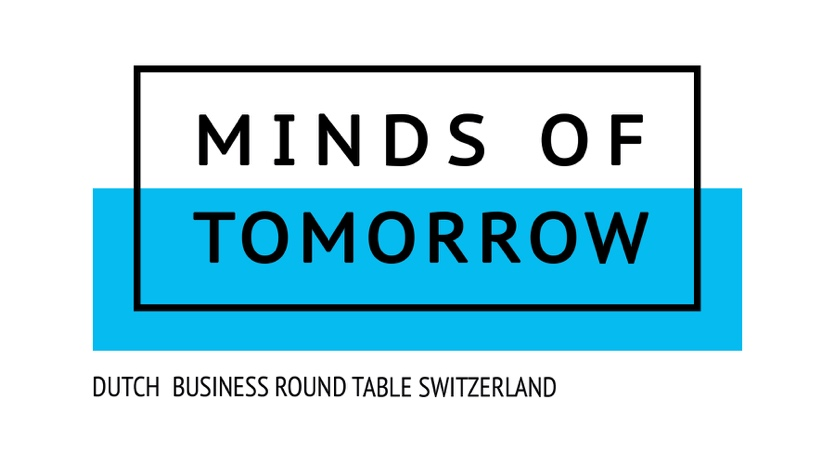 MINDS OF
TOMORROW
DUTCH BUSINESS ROUND TABLE SWITZERLAND